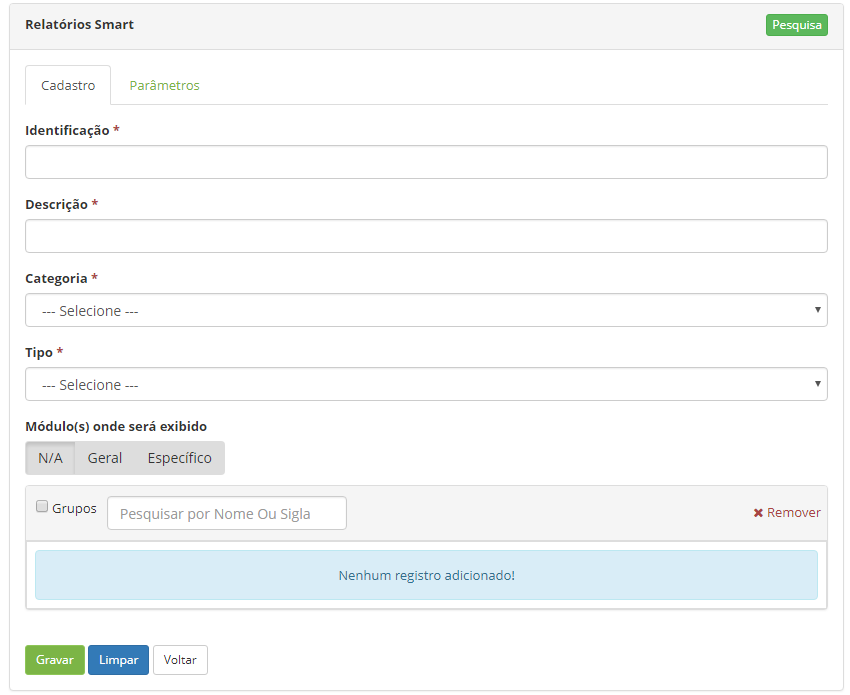 Relatórios Smart Pesquisa
Cadastro Parâmetros
Identificação *
Descrição *
Categoria *
--- Selecione ---
Tipo *
--- Selecione ---
Módulo(s) onde será exibido
N/A Geral Específico
Grupos Pesquisar por Nome Ou Sigla Remover
Nenhum registro adicionado!
Gravar Limpar Voltar